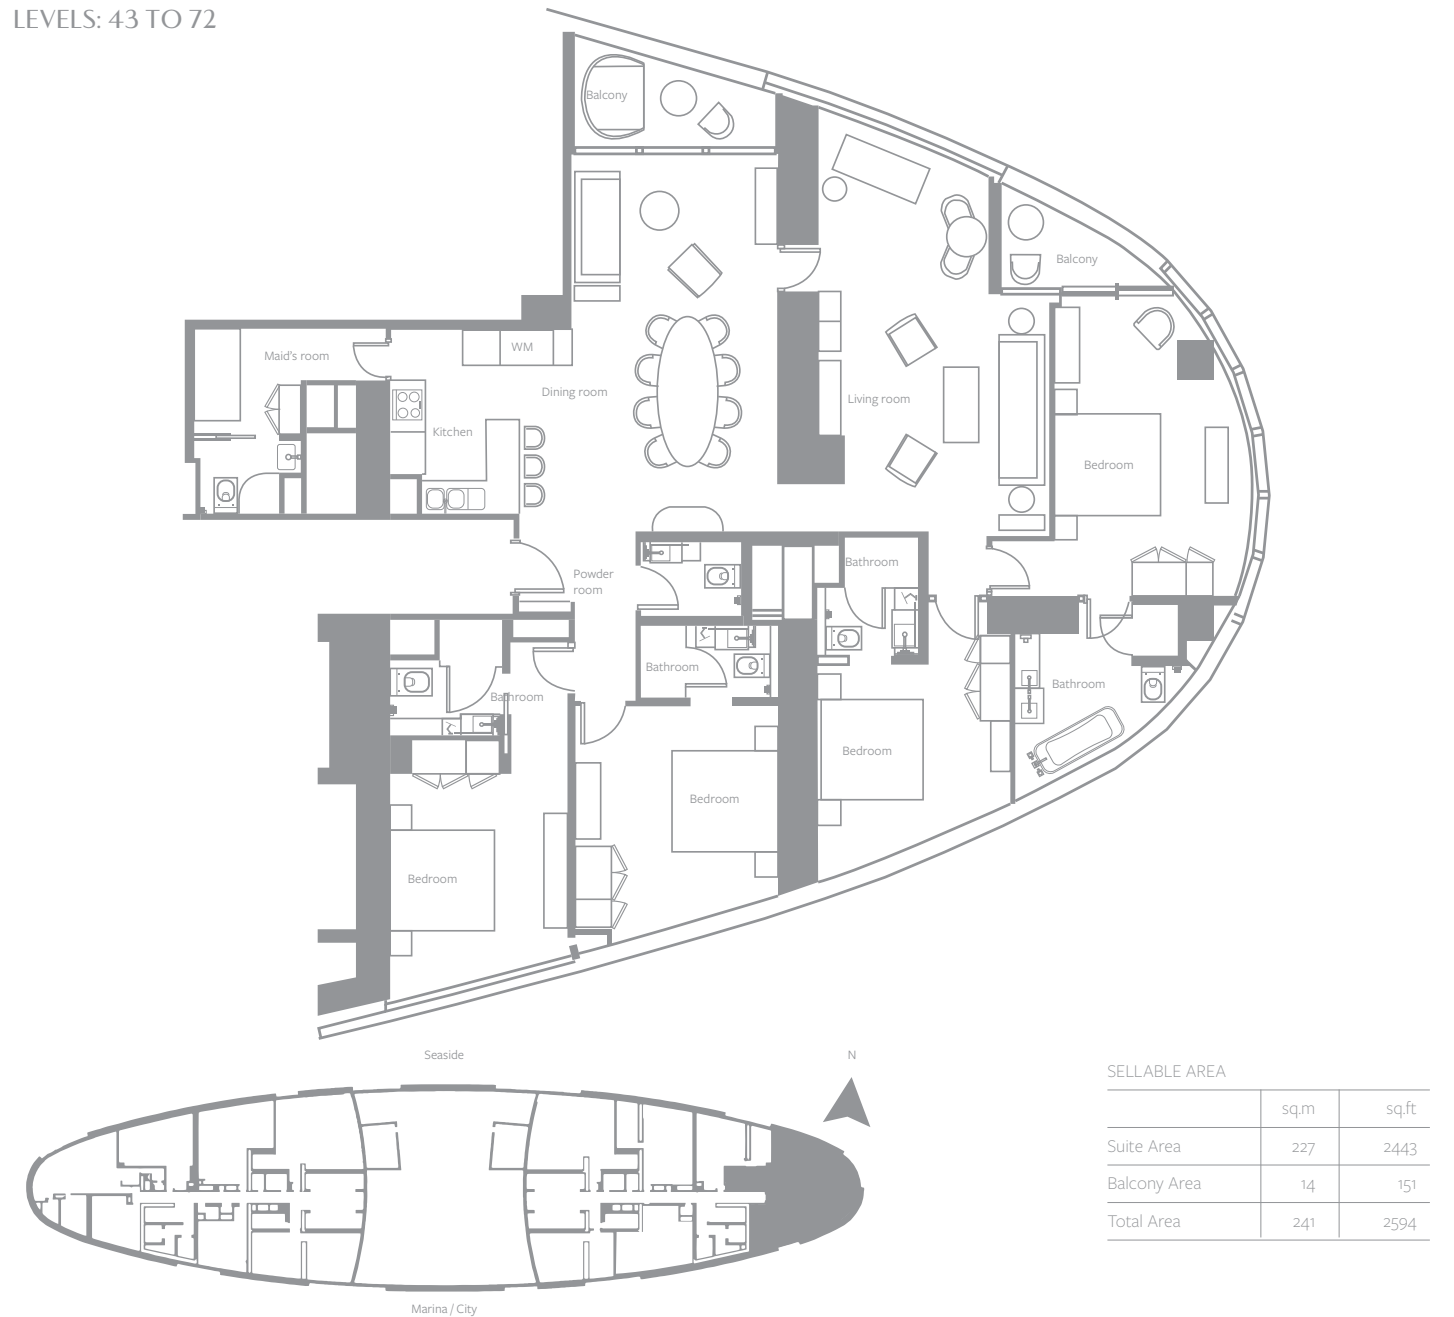 LEVELS: 43 TO 72
Balcony
Balcony
Maid's room
WM
Dining room
Living room
Kitchen
Bedroom
Bathroom
Powder
room
Bathroom
Bathroom
Bathroom
Bedroom
Bedroom
Bedroom
Seaside
N
Marina / City
SELLABLE AREA
sq.m sq.ft
Suite Area 227 2443
Balcony Area 14 151
Total Area 241 2594